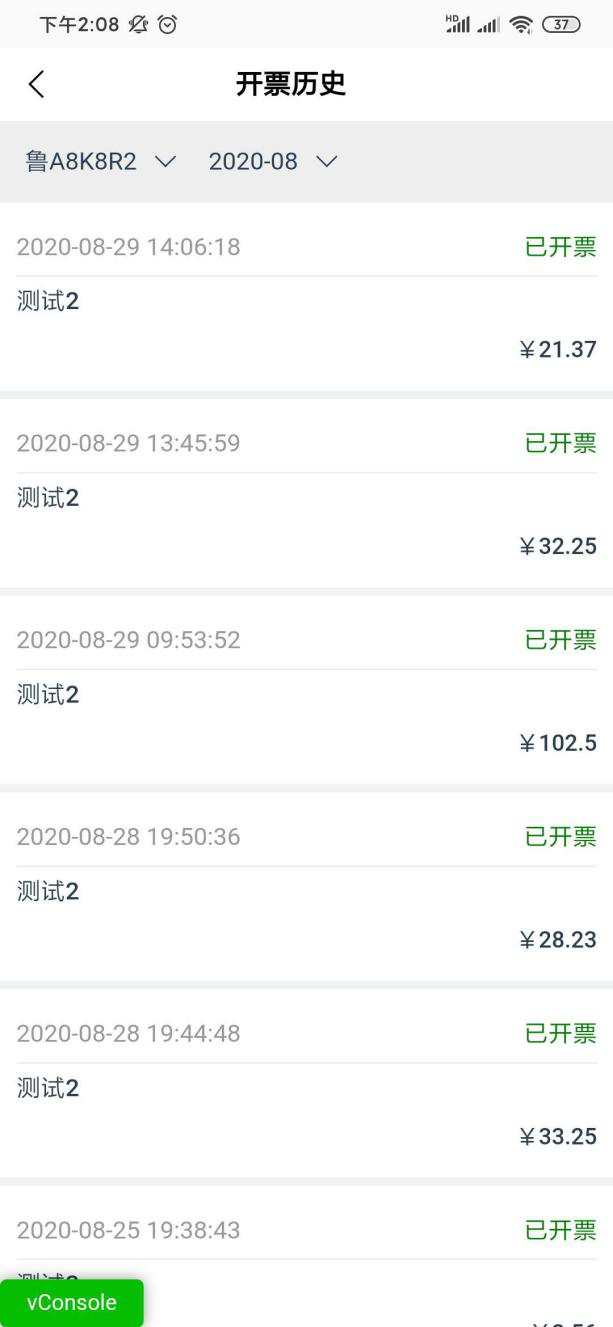 下午2:08 HD 37
开票历史
鲁A8K8R2 2020-08
2020-08-29 14:06:18 已开票
测试2
￥21.37
2020-08-29 13:45:59 已开票
测试2
￥32.25
2020-08-29 09:53:52 已开票
测试2
￥102.5
2020-08-28 19:50:36 已开票
测试2
￥28.23
2020-08-28 19:44:48 已开票
测试2
￥33.25
2020-08-25 19:38:43 已开票
vConsole